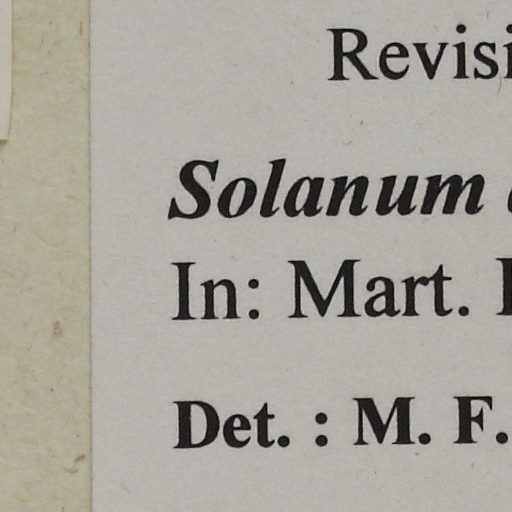 Revisi
Solanum
In: Mart.
Det. : M. F.